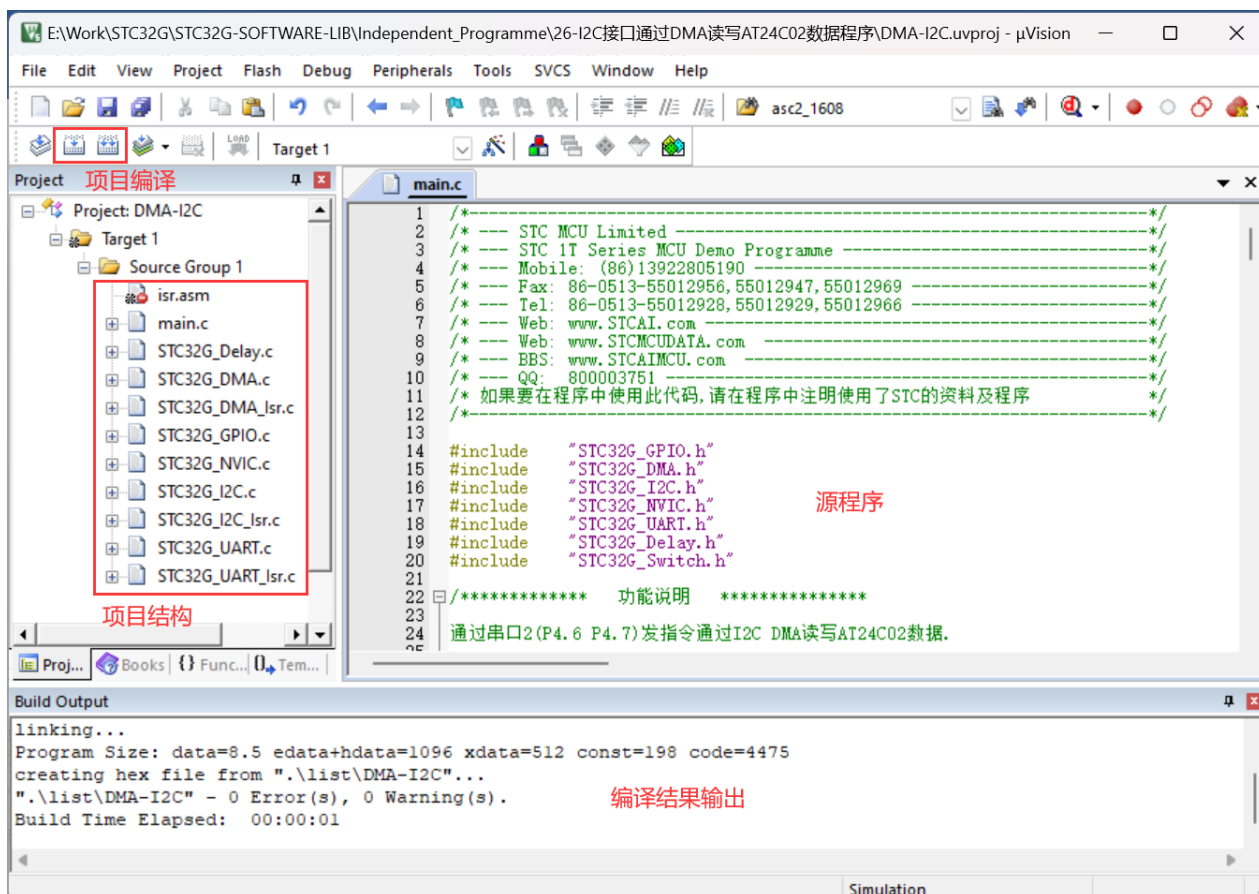 E:\Work\STC32G\STC32G-SOFTWARE-LIB\Independent_Programme\26-I2C接口通过DMA读写AT24C02数据程序\DMA-I2C.uvproj - µVision
File Edit View Project Flash Debug Peripherals Tools SVCS Window Help
asc2_1608
LOAD
Target 1
Project 项目编译
Project: DMA-I2C
Target 1
Source Group 1
isr.asm
main.c
STC32G_Delay.c
STC32G_DMA.c
STC32G_DMA_Isr.c
STC32G_GPIO.c
STC32G_NVIC.c
STC32G_I2C.c
STC32G_I2C_Isr.c
STC32G_UART.c
STC32G_UART_Isr.c
项目结构
Proj... Books {} Func... 0 Tem...
main.c
1 /*---------------------------------------------------------------------*/
2 /* --- STC MCU Limited ------------------------------------------------*/
3 /* --- STC 1T Series MCU Demo Programme -------------------------------*/
4 /* --- Mobile: (86)13922805190 ----------------------------------------*/
5 /* --- Fax: 86-0513-55012956,55012947,55012969 ------------------------*/
6 /* --- Tel: 86-0513-55012928,55012929,55012966 ------------------------*/
7 /* --- Web: www.STCAI.com ---------------------------------------------*/
8 /* --- Web: www.STCMCUDATA.com ---------------------------------------*/
9 /* --- BBS: www.STCAIMCU.com -----------------------------------------*/
10 /* --- QQ: 800003751 -------------------------------------------------*/
11 /* 如果要在程序中使用此代码,请在程序中注明使用了STC的资料及程序 */
12 /*---------------------------------------------------------------------*/
13
14 #include "STC32G_GPIO.h"
15 #include "STC32G_DMA.h"
16 #include "STC32G_I2C.h"
17 #include "STC32G_NVIC.h"
18 #include "STC32G_UART.h"
19 #include "STC32G_Delay.h"
20 #include "STC32G_Switch.h"
21
22 /************* 功能说明 ***************
23
24 通过串口2(P4.6 P4.7)发指令通过I2C DMA读写AT24C02数据.
25
源程序
Build Output
linking...
Program Size: data=8.5 edata+hdata=1096 xdata=512 const=198 code=4475
creating hex file from ".\list\DMA-I2C"...
".\list\DMA-I2C" - 0 Error(s), 0 Warning(s).
Build Time Elapsed: 00:00:01
编译结果输出
Simulation